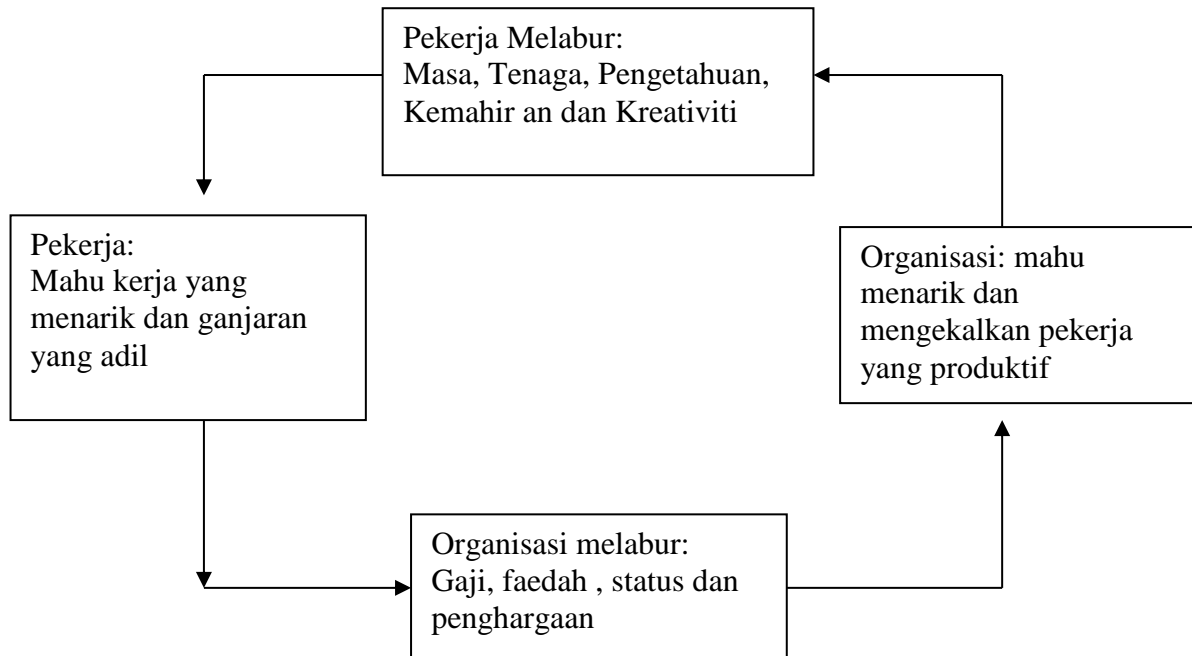 Pekerja Melabur:
Masa, Tenaga, Pengetahuan,
Kemahir an dan Kreativiti
Pekerja:
Mahu kerja yang
menarik dan ganjaran
yang adil
Organisasi: mahu
menarik dan
mengekalkan pekerja
yang produktif
Organisasi melabur:
Gaji, faedah , status dan
penghargaan